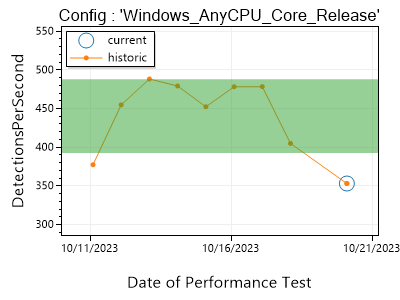 Config : 'Windows_AnyCPU_Core_Release'
current
historic
DetectionsPerSecond
550
500
450
400
350
300
10/11/2023
10/16/2023
10/21/2023
Date of Performance Test